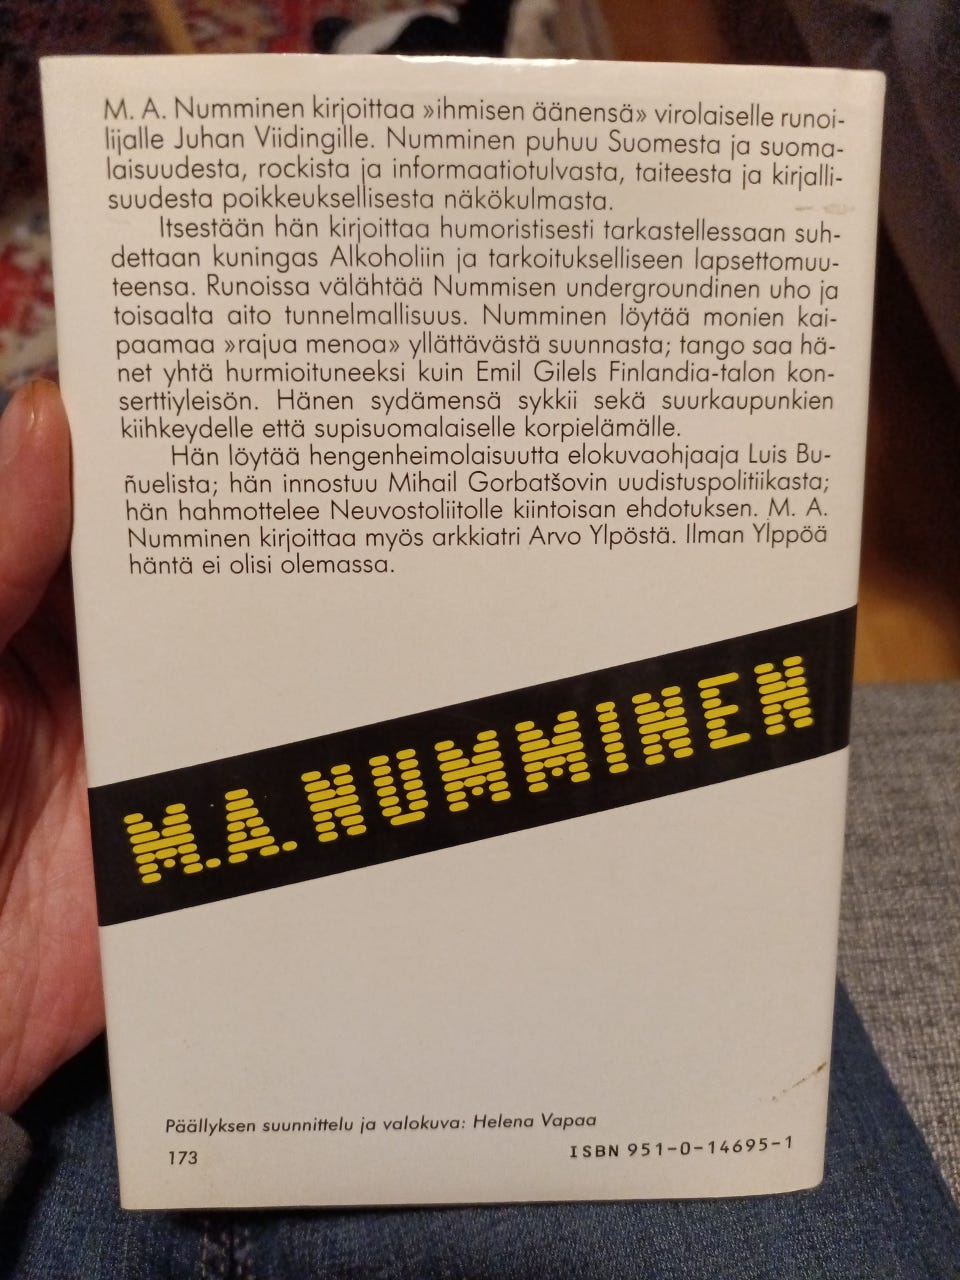 M. A. Numminen kirjoittaa »ihmisen äänensä» virolaiselle runoi-
lijalle Juhan Viidingille. Numminen puhuu Suomesta ja suoma-
laisuudesta, rockista ja informaatiotulvasta, taiteesta ja kirjalli-
suudesta poikkeuksellisesta näkökulmasta.
Itsestään hän kirjoittaa humoristisesti tarkastellessaan suh-
dettaan kuningas Alkoholiin ja tarkoitukselliseen lapsettomuu-
teensa. Runoissa välähtää Nummisen undergroundinen uho ja
toisaalta aito tunnelmallisuus. Numminen löytää monien kai-
paamaa »rajua menoa» yllättävästä suunnasta; tango saa hä-
net yhtä hurmioituneeksi kuin Emil Gilels Finlandia-talon kon-
serttiyleisön. Hänen sydämensä sykkii sekä suurkaupunkien
kiihkeydelle että supisuomalaiselle korpielämälle.
Hän löytää hengenheimolaisuutta elokuvaohjaaja Luis Bu-
ñuelista; hän innostuu Mihail Gorbatšovin uudistuspolitiikasta;
hän hahmottelee Neuvostoliitolle kiintoisan ehdotuksen. M. A.
Numminen kirjoittaa myös arkkiatri Arvo Ylpöstä. Ilman Ylppöä
häntä ei olisi olemassa.
M.A. NUMMINEN
Päällyksen suunnittelu ja valokuva: Helena Vapaa
173
ISBN 951-0-14695-1